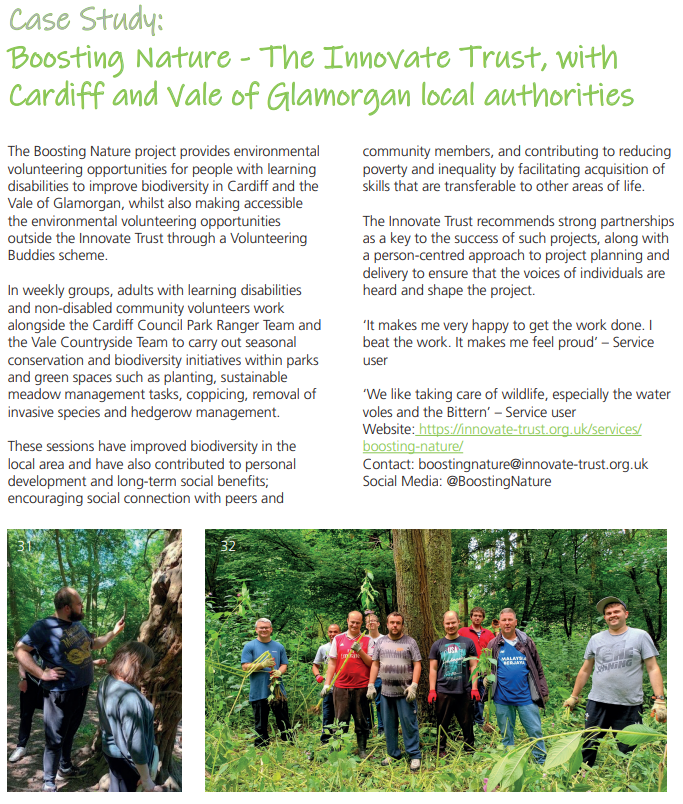 Case Study:
Boosting Nature - The Innovate Trust, with
Cardiff and Vale of Glamorgan local authorities
The Boosting Nature project provides environmental
volunteering opportunities for people with learning
disabilities to improve biodiversity in Cardiff and the
Vale of Glamorgan, whilst also making accessible
the environmental volunteering opportunities
outside the Innovate Trust through a Volunteering
Buddies scheme.
In weekly groups, adults with learning disabilities
and non-disabled community volunteers work
alongside the Cardiff Council Park Ranger Team and
the Vale Countryside Team to carry out seasonal
conservation and biodiversity initiatives within parks
and green spaces such as planting, sustainable
meadow management tasks, coppicing, removal of
invasive species and hedgerow management.
These sessions have improved biodiversity in the
local area and have also contributed to personal
development and long-term social benefits;
encouraging social connection with peers and
community members, and contributing to reducing
poverty and inequality by facilitating acquisition of
skills that are transferable to other areas of life.
The Innovate Trust recommends strong partnerships
as a key to the success of such projects, along with
a person-centred approach to project planning and
delivery to ensure that the voices of individuals are
heard and shape the project.
‘It makes me very happy to get the work done. I
beat the work. It makes me feel proud’ – Service
user
‘We like taking care of wildlife, especially the water
voles and the Bittern’ – Service user
Website: https://innovate-trust.org.uk/services/
boosting-nature/
Contact: boostingnature@innovate-trust.org.uk
Social Media: @BoostingNature
31
32
USA
MALAYSIA